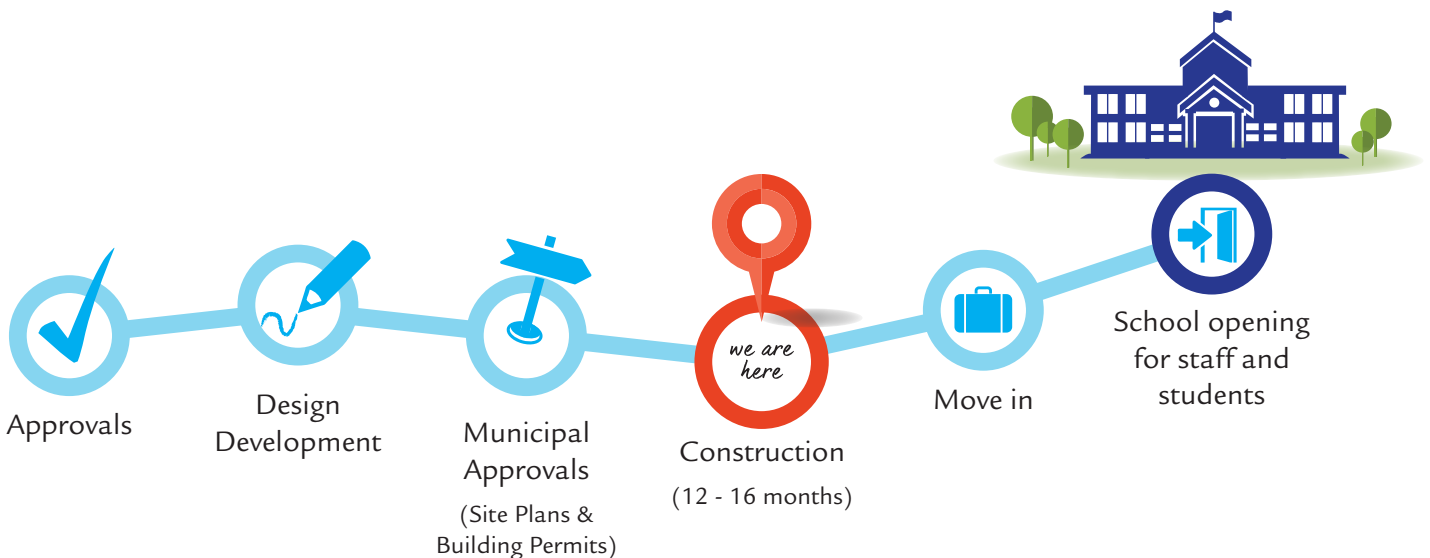 Approvals
Design
Development
Municipal
Approvals
(Site Plans &
Building Permits)
we are
here
Construction
(12 - 16 months)
Move in
School opening
for staff and
students